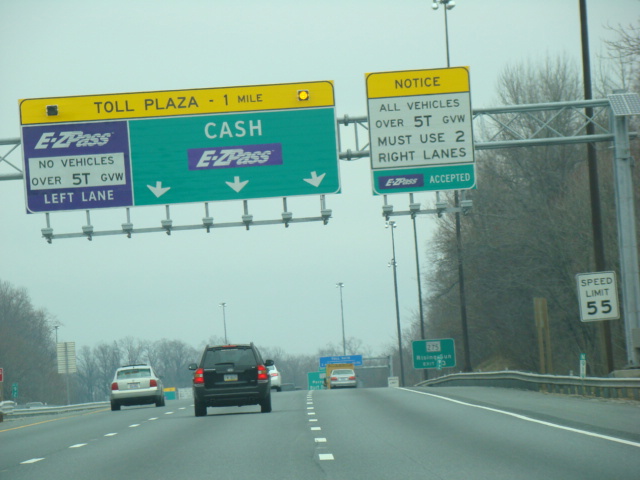 TOLL PLAZA - 1 MILE
E-ZPass
NO VEHICLES
OVER 5T GVW
LEFT LANE
CASH
E-ZPass
NOTICE
ALL VEHICLES
OVER 5T GVW
MUST USE 2
RIGHT LANES
E-ZPass ACCEPTED
SPEED
LIMIT
55